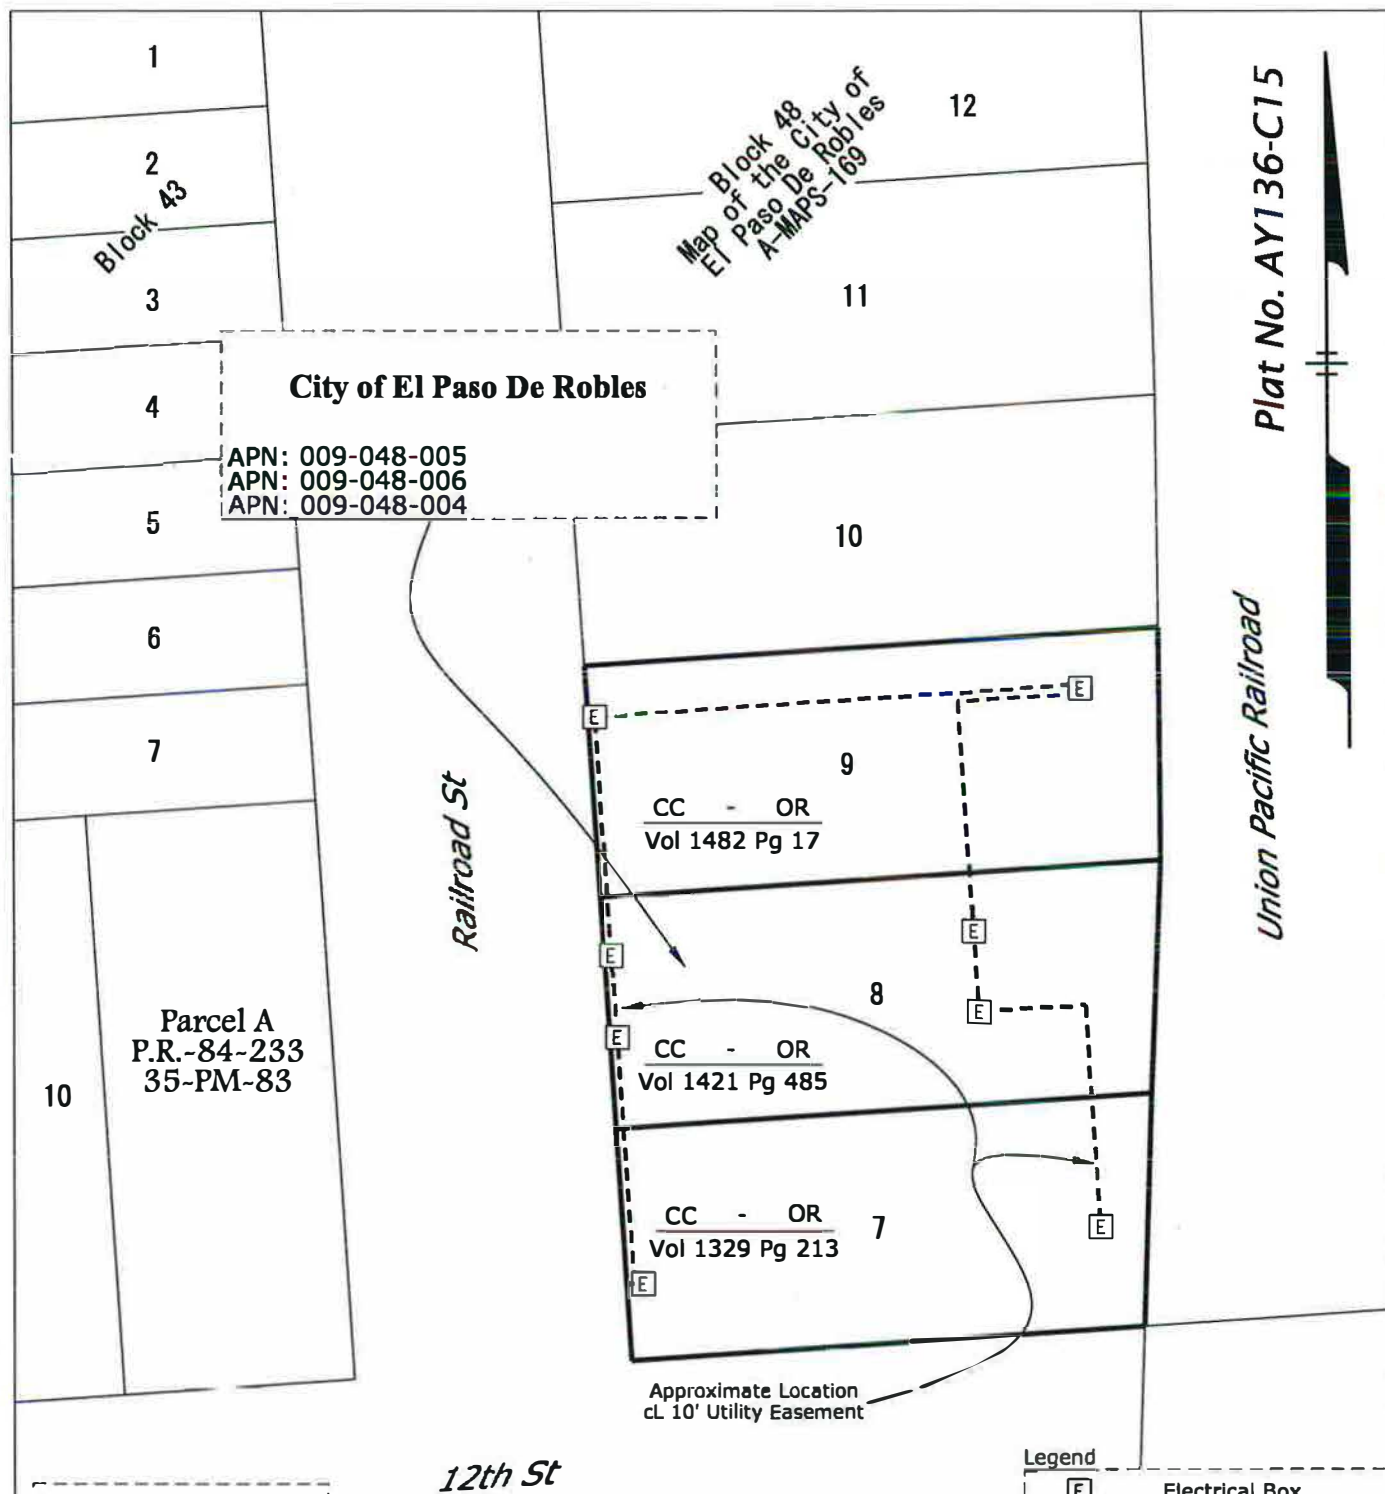 1
2
Block 43
3
4
5
6
7
10
Parcel A
P.R.-84-233
35-PM-83
Block 48
Map of the City of
El Paso De Robles
A-MAPS-169
12
11
10
City of El Paso De Robles
APN: 009-048-005
APN: 009-048-006
APN: 009-048-004
Railroad St
E
E
9
CC - OR
Vol 1482 Pg 17
E
E
8
E
E
CC - OR
Vol 1421 Pg 485
CC - OR
Vol 1329 Pg 213
7
E
E
Approximate Location
cL 10' Utility Easement
12th St
Plat No. AY136-C15
Union Pacific Railroad
Legend
E Electrical Box